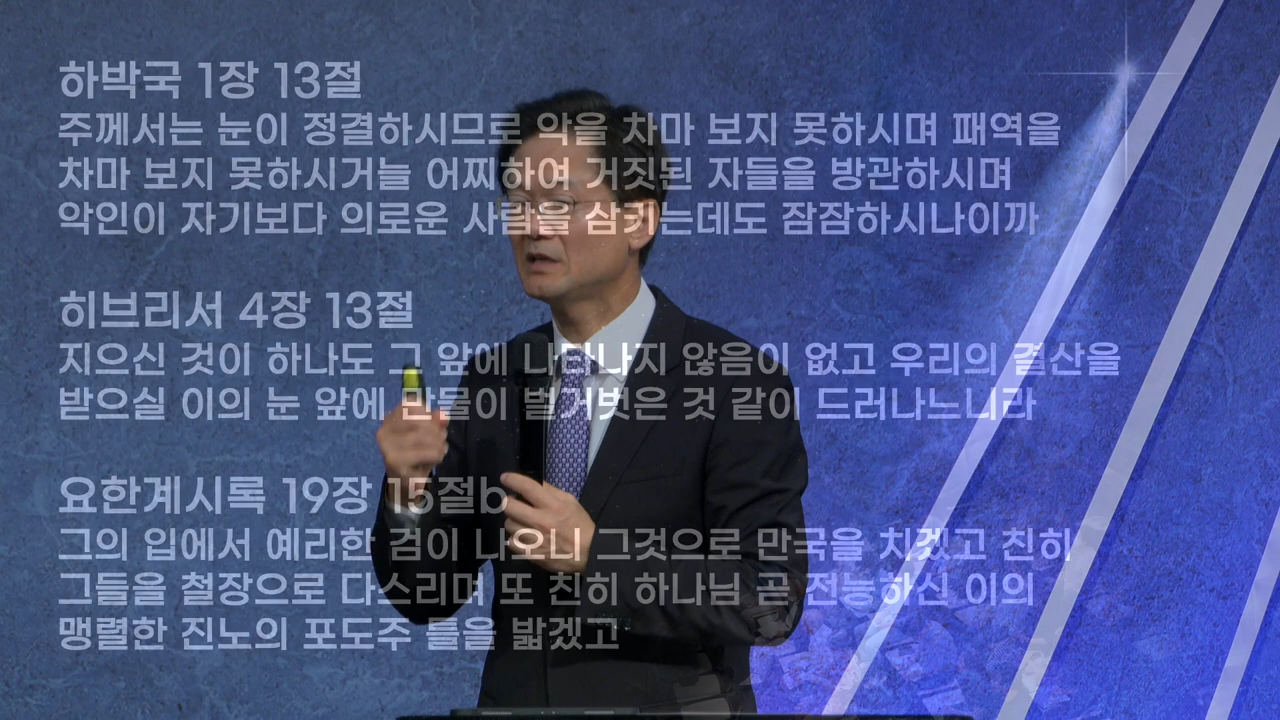 하박국 1장 13절
주께서는 눈이 정결하시므로 악을 차마 보지 못하시며 패역을
차마 보지 못하시거늘 어찌하여 거짓된 자들을 방관하시며
악인이 자기보다 의로운 사람을 삼키는데도 잠잠하시나이까
히브리서 4장 13절
지으신 것이 하나도 그 앞에 나타나지 않음이 없고 우리의 결산을
받으실 이의 눈 앞에 만물이 벌거벗은 것 같이 드러나느니라
요한계시록 19장 15절b
그의 입에서 예리한 검이 나오니 그것으로 만국을 치겠고 친히
그들을 철장으로 다스리며 또 친히 하나님 곧 전능하신 이의
맹렬한 진노의 포도주 틀을 밟겠고